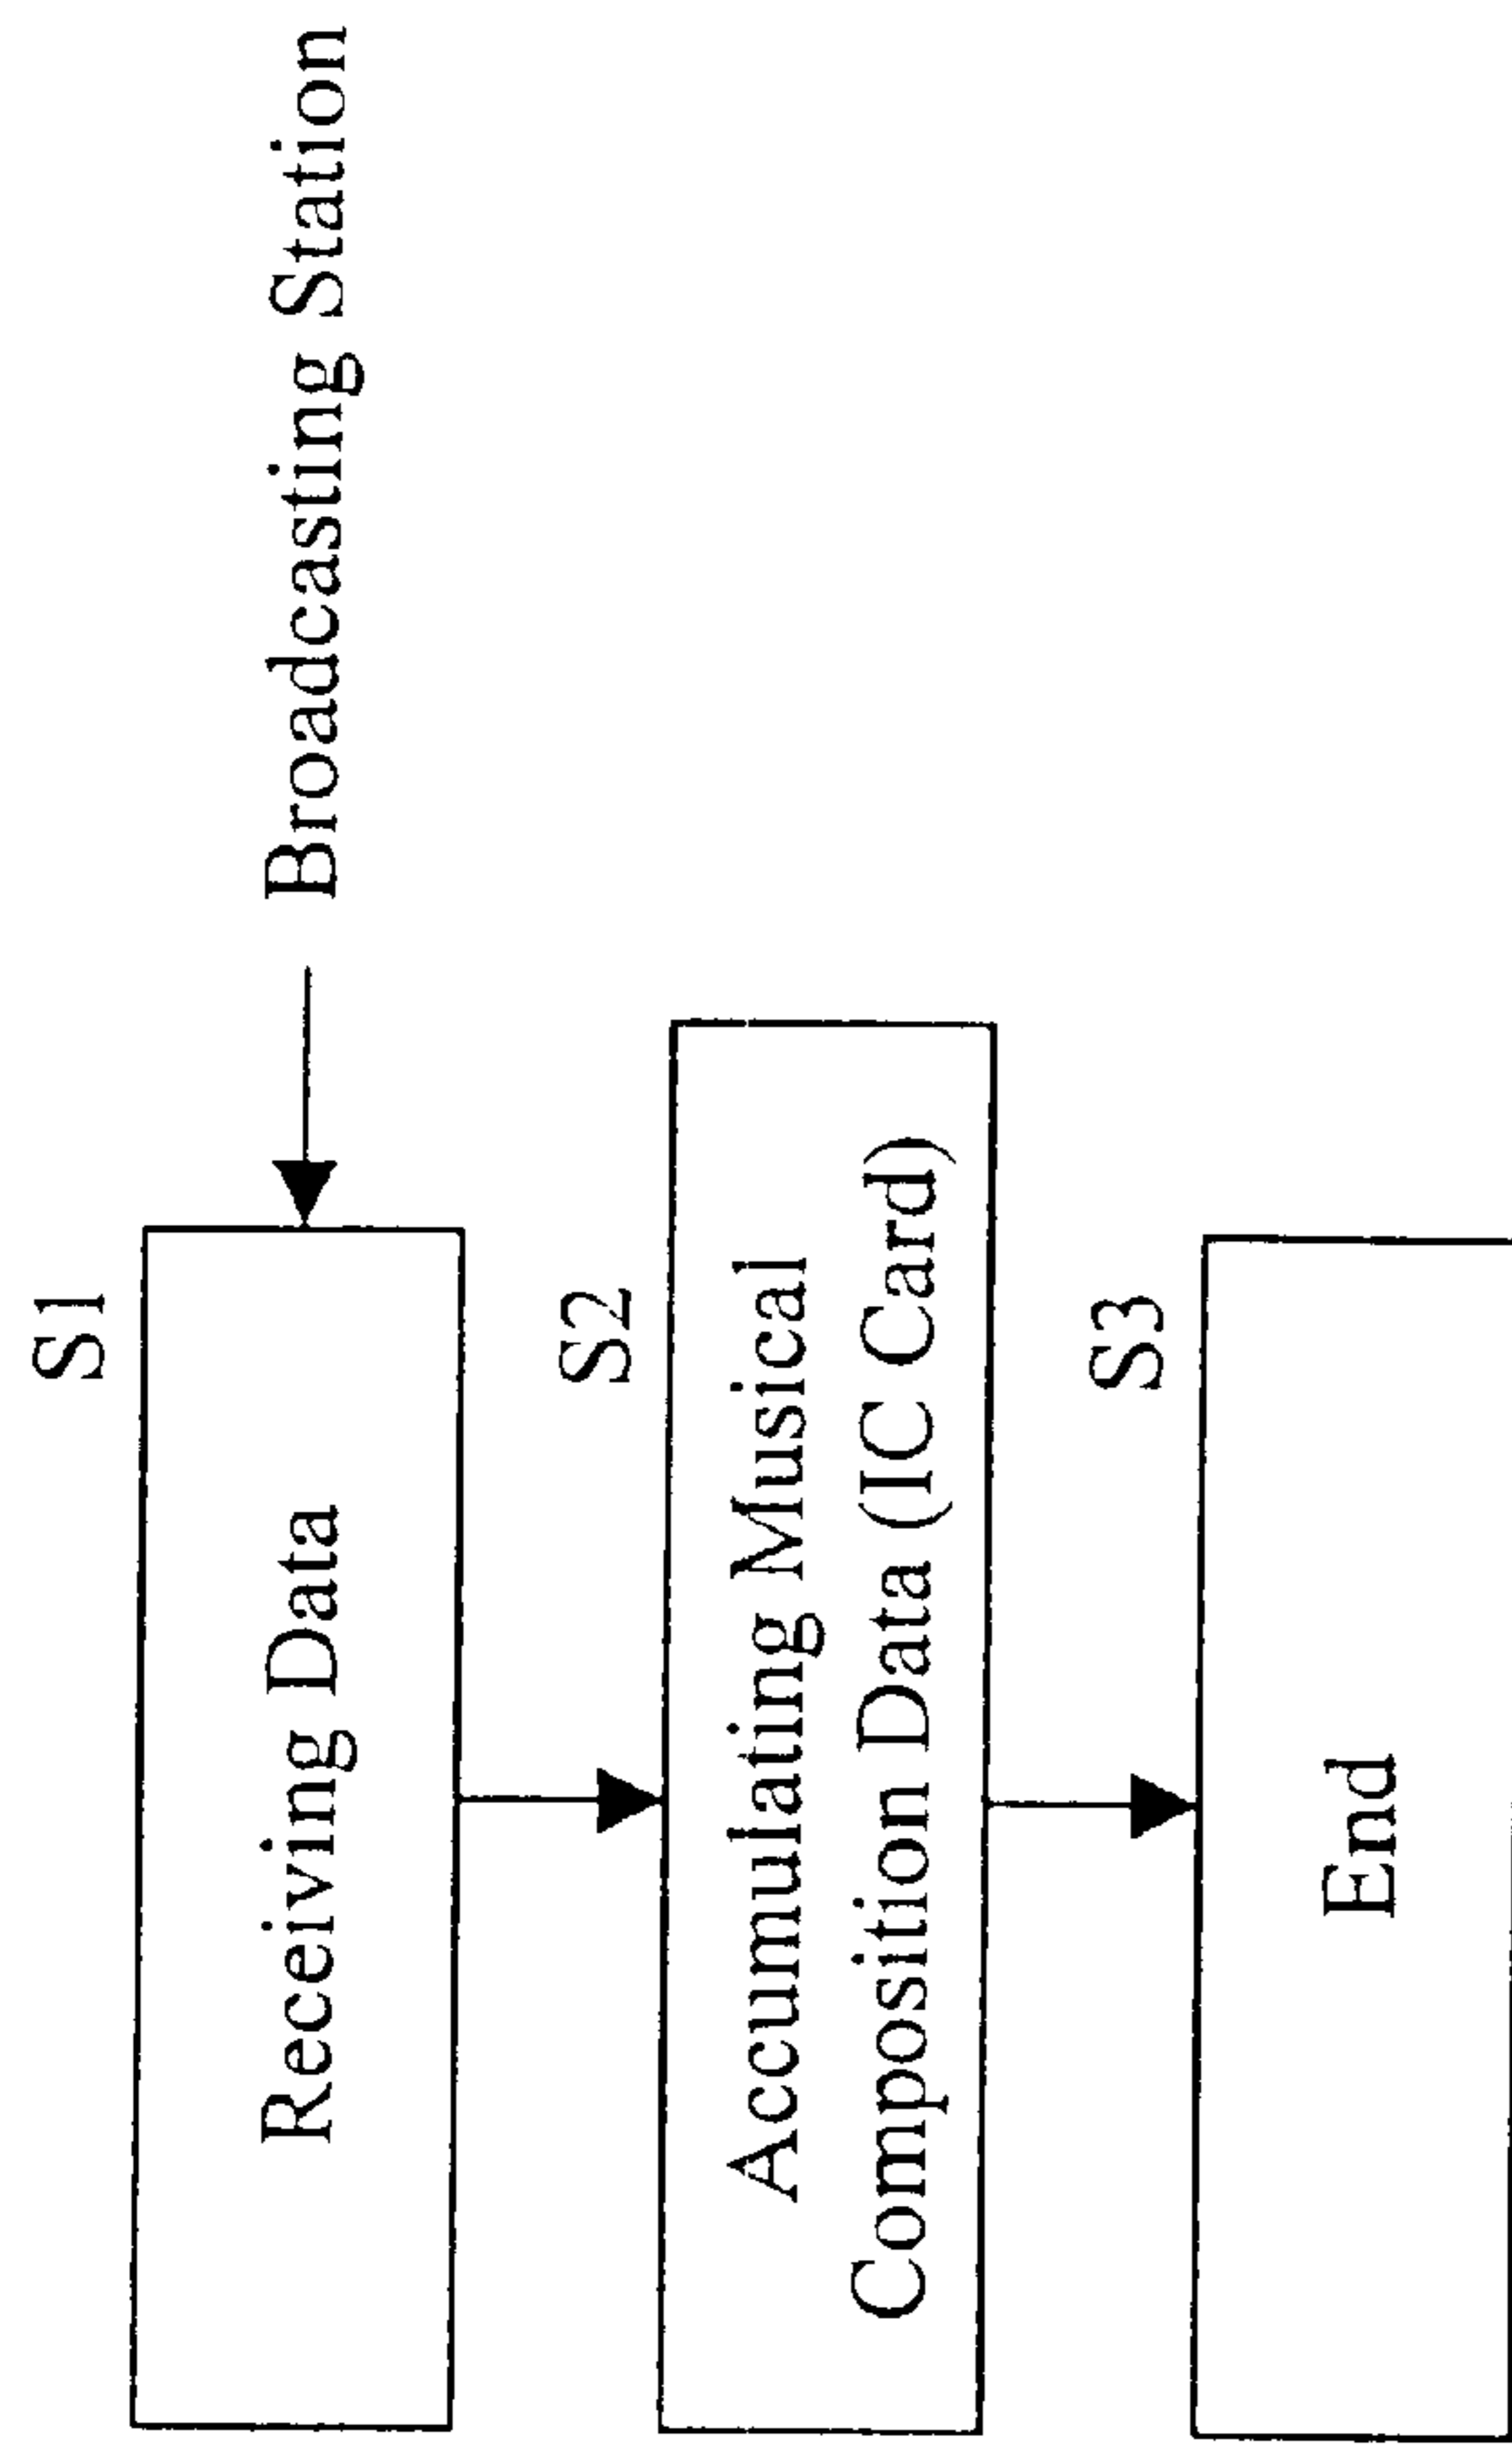 S1
Receiving Data
Broadcasting Station
S2
Accumulating Musical
Composition Data (IC Card)
S3
End